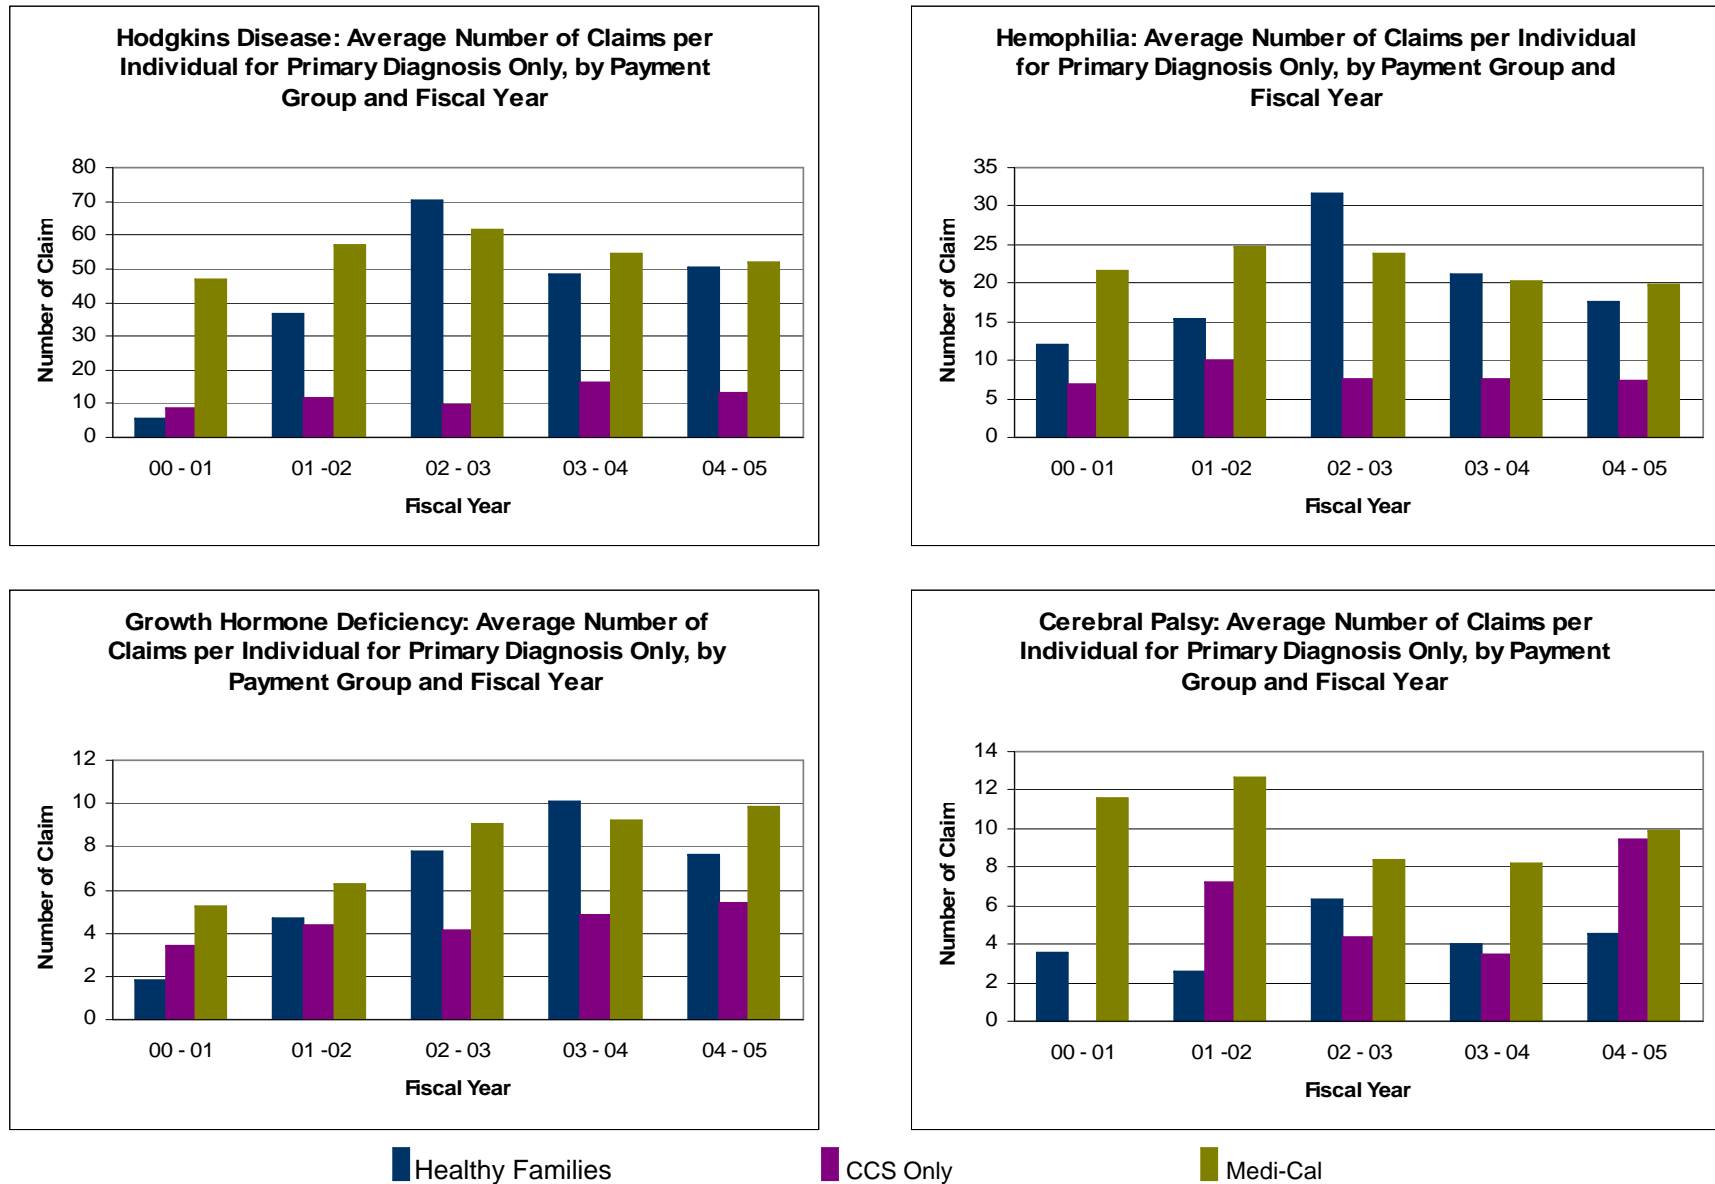 Hodgkins Disease: Average Number of Claims per
Individual for Primary Diagnosis Only, by Payment
Group and Fiscal Year
80
70
60
50
40
30
20
10
0
Number of Claim
00 - 01
01 -02
02 - 03
03 - 04
04 - 05
Fiscal Year
Hemophilia: Average Number of Claims per Individual
for Primary Diagnosis Only, by Payment Group and
Fiscal Year
35
30
25
20
15
10
5
0
Number of Claim
00 - 01
01 -02
02 - 03
03 - 04
04 - 05
Fiscal Year
Growth Hormone Deficiency: Average Number of
Claims per Individual for Primary Diagnosis Only, by
Payment Group and Fiscal Year
12
10
8
6
4
2
0
Number of Claim
00 - 01
01 -02
02 - 03
03 - 04
04 - 05
Fiscal Year
Cerebral Palsy: Average Number of Claims per
Individual for Primary Diagnosis Only, by Payment
Group and Fiscal Year
14
12
10
8
6
4
2
0
Number of Claim
00 - 01
01 -02
02 - 03
03 - 04
04 - 05
Fiscal Year
Healthy Families
CCS Only
Medi-Cal